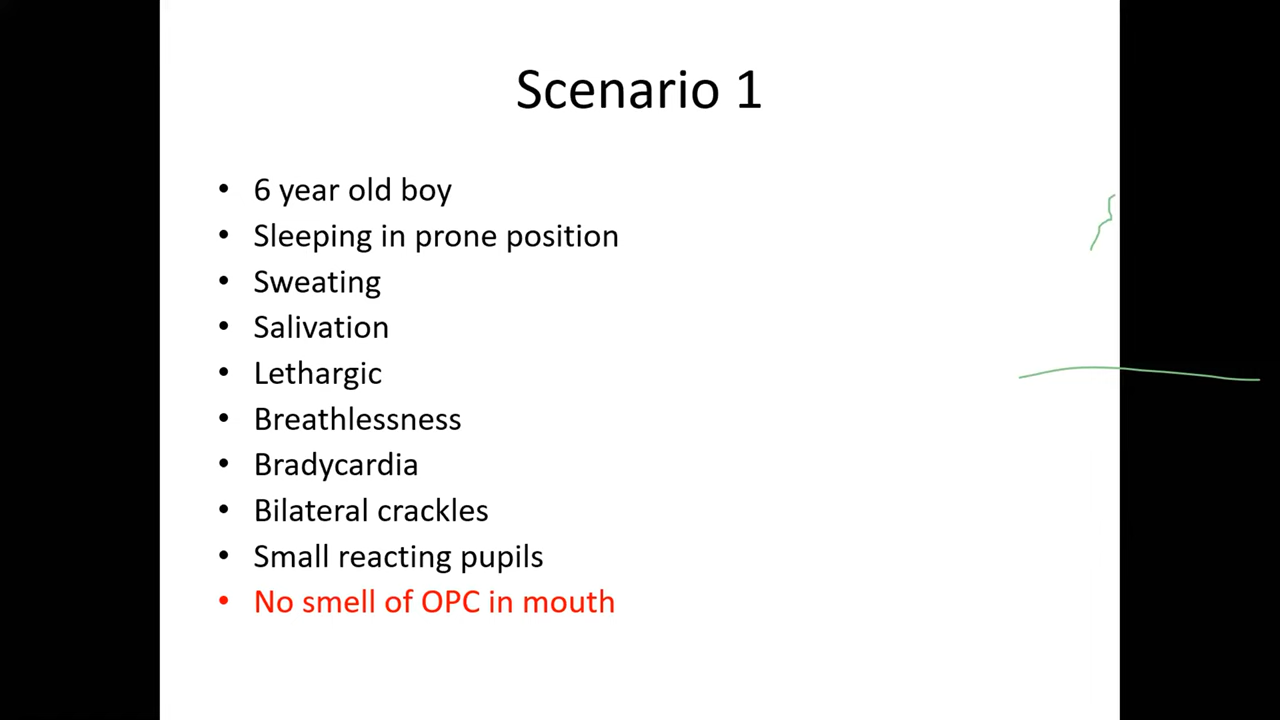 Scenario 1
• 6 year old boy
• Sleeping in prone position
• Sweating
• Salivation
• Lethargic
• Breathlessness
• Bradycardia
• Bilateral crackles
• Small reacting pupils
• No smell of OPC in mouth